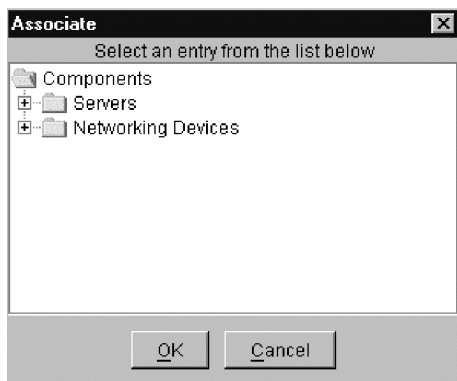 Associate
Select an entry from the list below
Components
Servers
Networking Devices
OK
Cancel